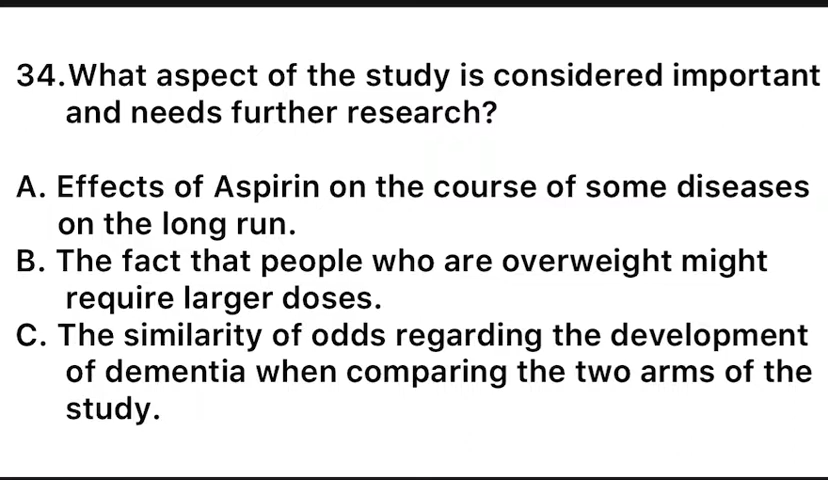 34.What aspect of the study is considered important
and needs further research?
A. Effects of Aspirin on the course of some diseases
on the long run.
B. The fact that people who are overweight might
require larger doses.
C. The similarity of odds regarding the development
of dementia when comparing the two arms of the
study.